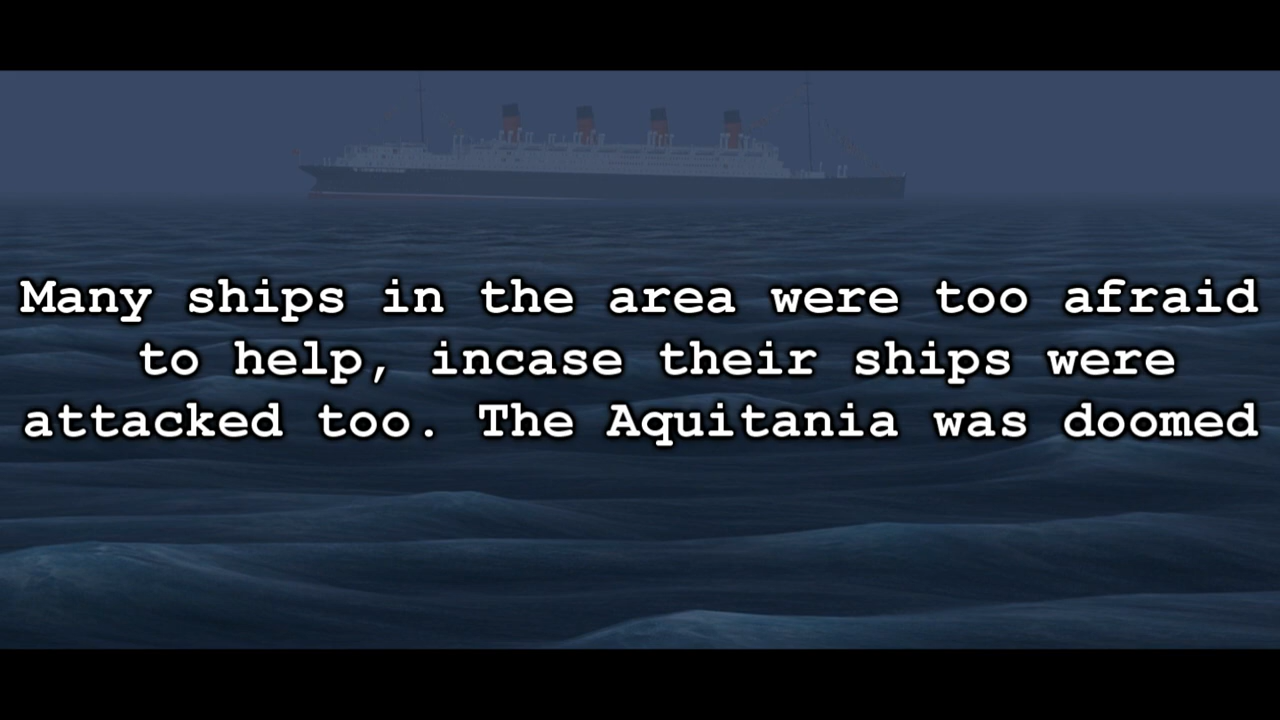 Many ships in the area were too afraid
to help, incase their ships were
attacked too. The Aquitania was doomed